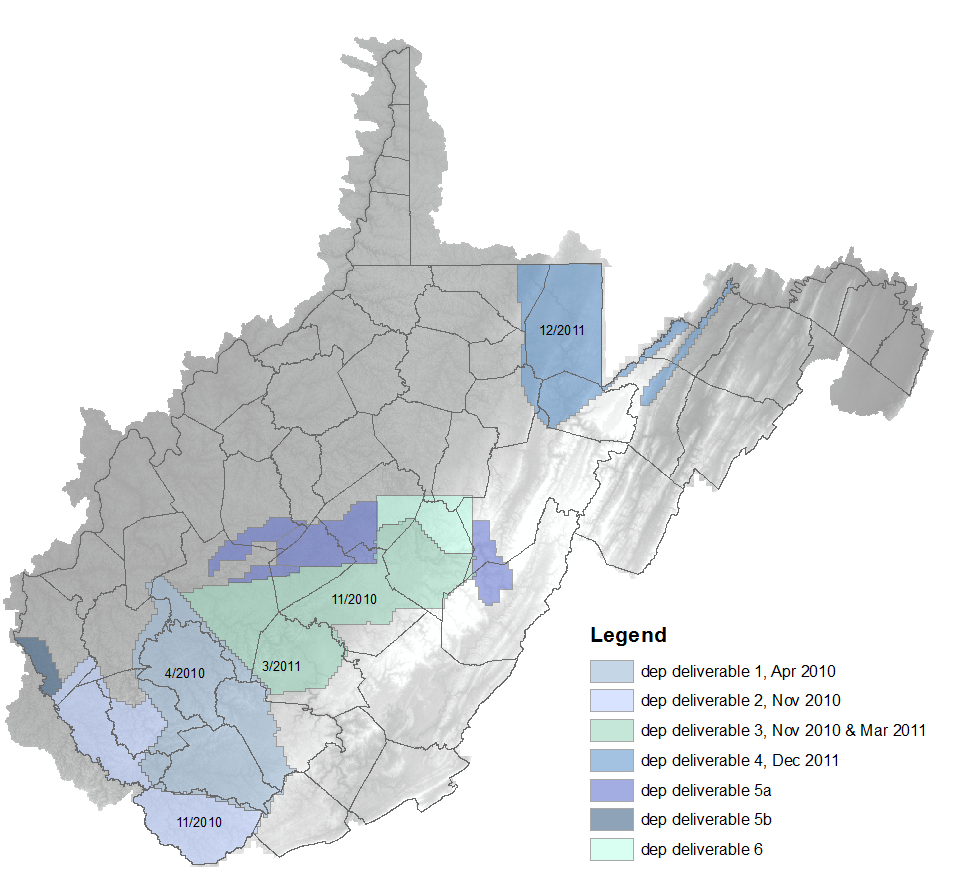 12/2011
11/2010
3/2011
4/2010
11/2010
Legend
dep deliverable 1, Apr 2010
dep deliverable 2, Nov 2010
dep deliverable 3, Nov 2010 & Mar 2011
dep deliverable 4, Dec 2011
dep deliverable 5a
dep deliverable 5b
dep deliverable 6